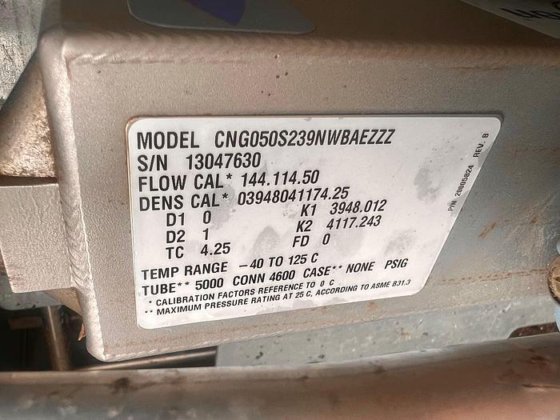 MODEL CNG050S239NWBAEZZZ
S/N 13047630
FLOW CAL* 144.114.50
DENS CAL* 03948041174.25
D1 0 K1 3948.012
D2 1 K2 4117.243
TC 4.25 FD 0
TEMP RANGE -40 TO 125 C
TUBE** 5000 CONN 4600 CASE** NONE PSIG
* CALIBRATION FACTORS REFERENCE TO 0 C
** MAXIMUM PRESSURE RATING AT 25 C, ACCORDING TO ASME B31.3
P/N 20005024 REV. B